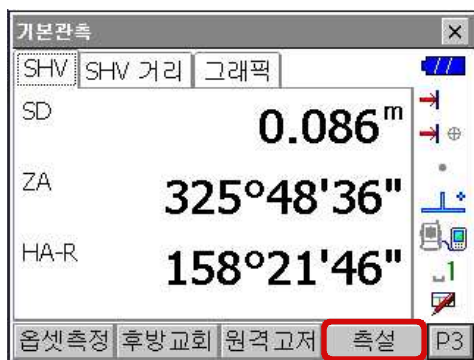 기본관측
SHV SHV 거리 그래픽
SD 0.086m
ZA 325°48'36"
HA-R 158°21'46"
1
옵셋측정 후방교회 원격고저 측설 P3